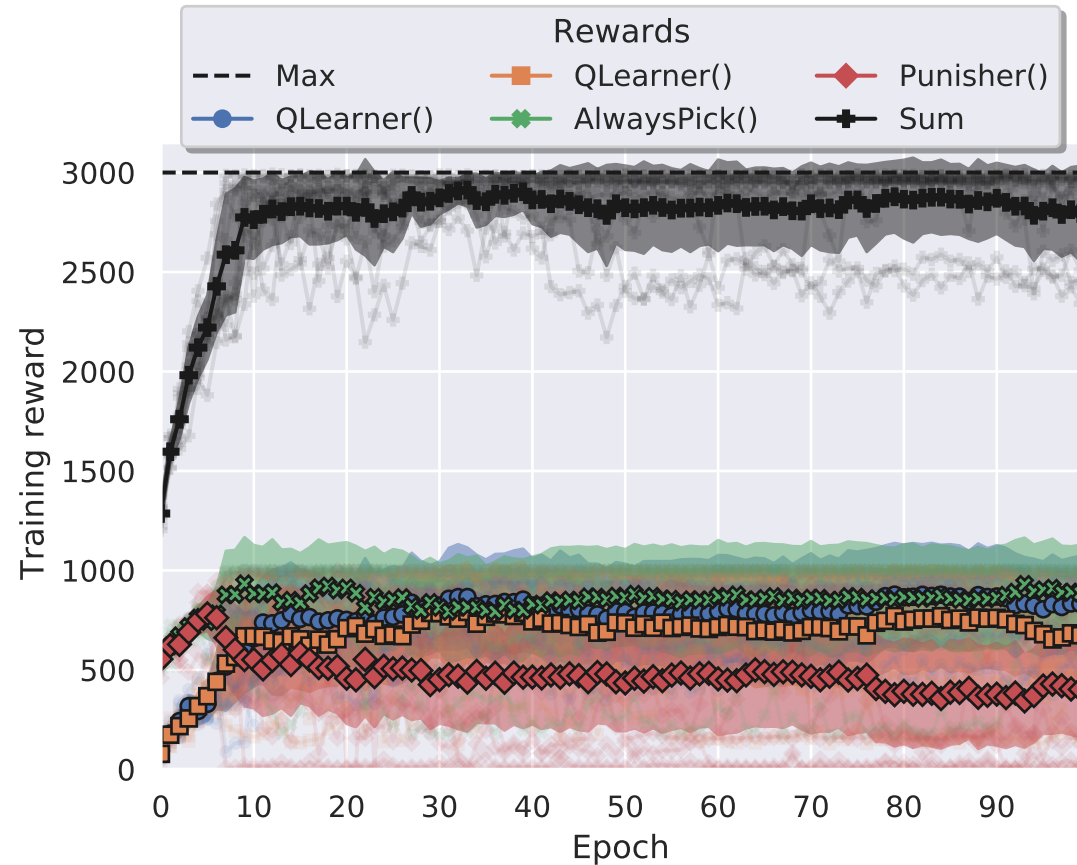 Rewards
Max QLearner() Punisher()
QLearner() AlwaysPick() Sum
3000
2500
2000
1500
1000
500
0
Training reward
0 10 20 30 40 50 60 70 80 90
Epoch